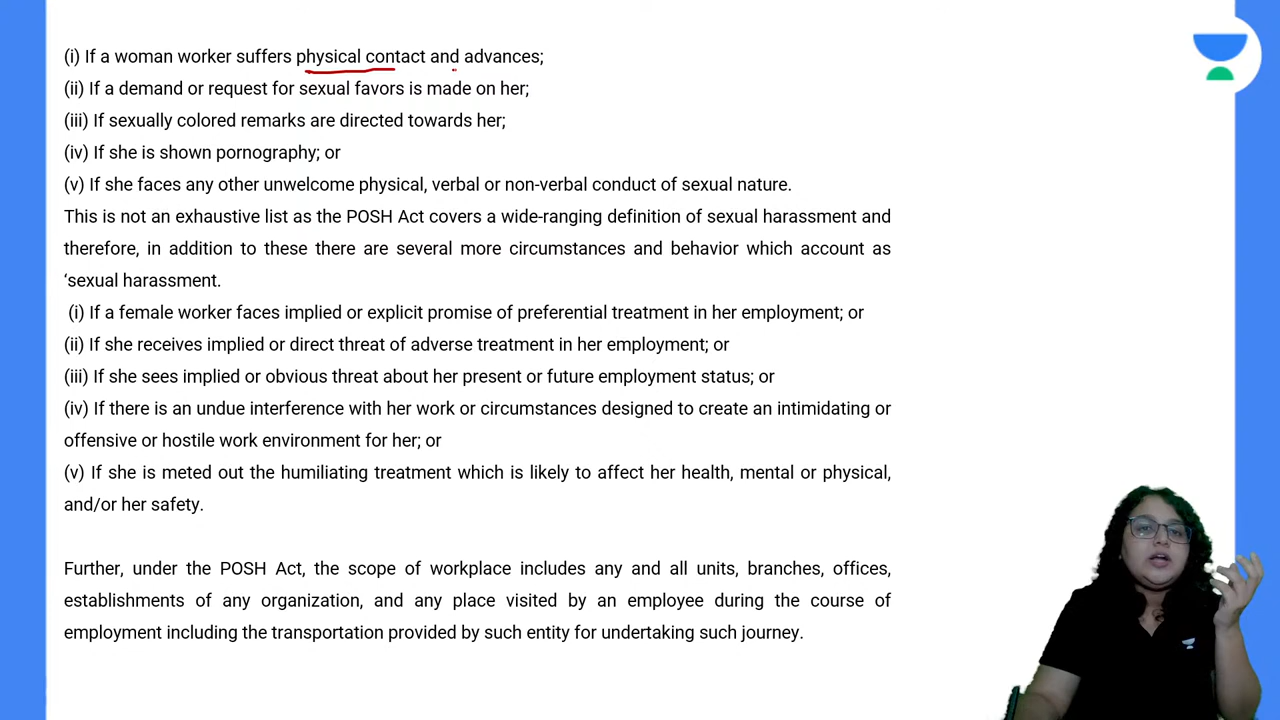 (i) If a woman worker suffers physical contact and advances;
(ii) If a demand or request for sexual favors is made on her;
(iii) If sexually colored remarks are directed towards her;
(iv) If she is shown pornography; or
(v) If she faces any other unwelcome physical, verbal or non-verbal conduct of sexual nature.
This is not an exhaustive list as the POSH Act covers a wide-ranging definition of sexual harassment and
therefore, in addition to these there are several more circumstances and behavior which account as
‘sexual harassment.
(i) If a female worker faces implied or explicit promise of preferential treatment in her employment; or
(ii) If she receives implied or direct threat of adverse treatment in her employment; or
(iii) If she sees implied or obvious threat about her present or future employment status; or
(iv) If there is an undue interference with her work or circumstances designed to create an intimidating or
offensive or hostile work environment for her; or
(v) If she is meted out the humiliating treatment which is likely to affect her health, mental or physical,
and/or her safety.
Further, under the POSH Act, the scope of workplace includes any and all units, branches, offices,
establishments of any organization, and any place visited by an employee during the course of
employment including the transportation provided by such entity for undertaking such journey.